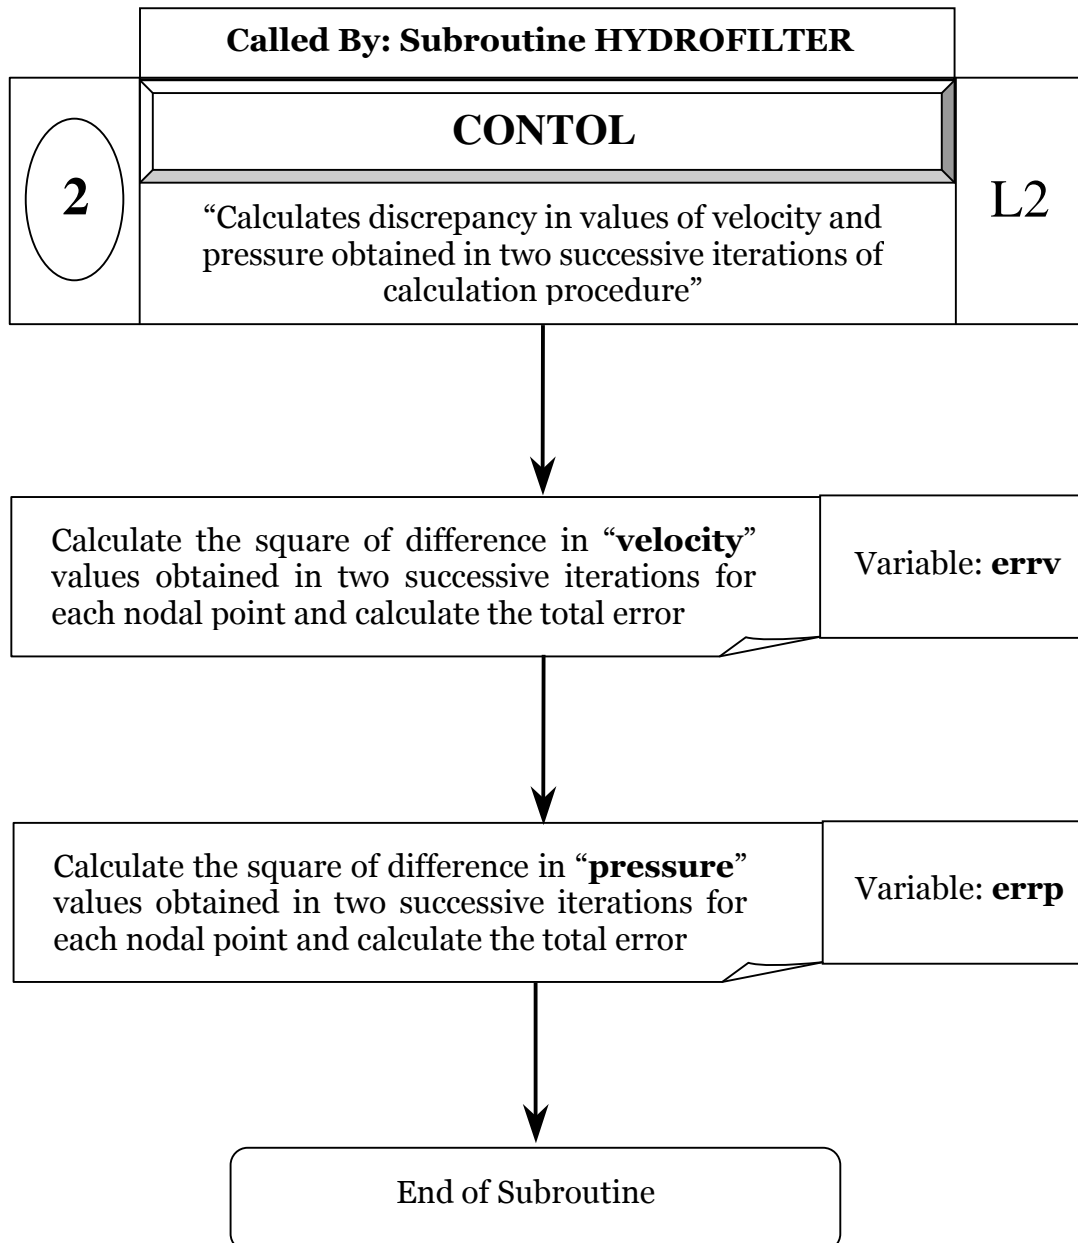 Called By: Subroutine HYDROFILTER
CONTOL
2
L2
“Calculates discrepancy in values of velocity and
pressure obtained in two successive iterations of
calculation procedure”
Calculate the square of difference in “velocity”
values obtained in two successive iterations for
each nodal point and calculate the total error
Variable: errv
Calculate the square of difference in “pressure”
values obtained in two successive iterations for
each nodal point and calculate the total error
Variable: errp
End of Subroutine